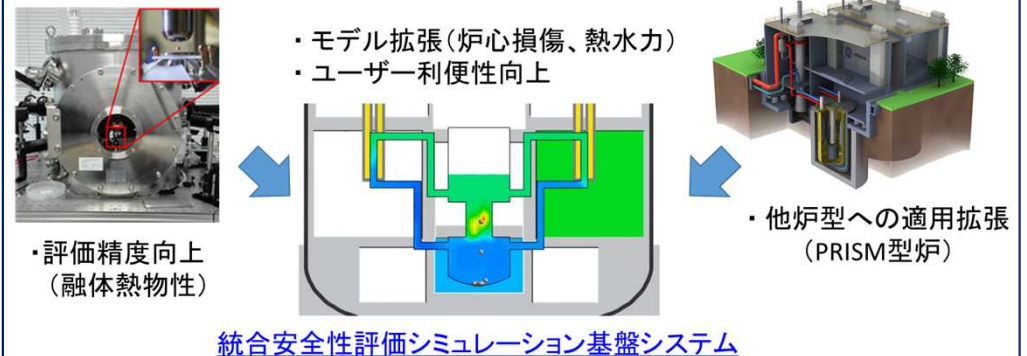 ・モデル拡張(炉心損傷、熱水力)
・ユーザー利便性向上
・評価精度向上
(融体熱物性)
・他炉型への適用拡張
(PRISM型炉)
統合安全性評価シミュレーション基盤システム